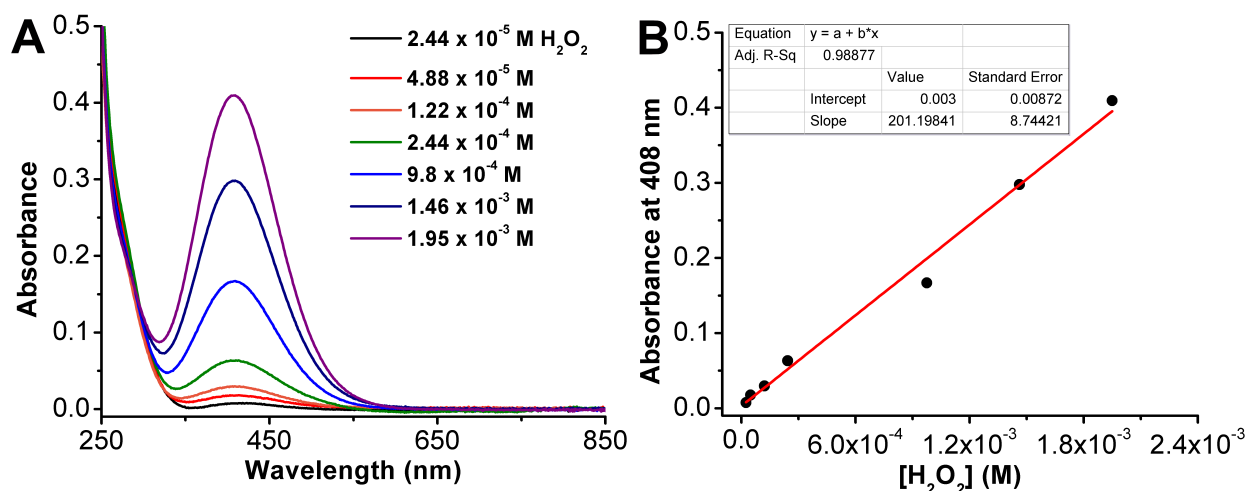 A
0.5
0.4
0.3
0.2
0.1
0.0
Absorbance
250
450
650
850
Wavelength (nm)
2.44 x 10⁻⁵ M H₂O₂
4.88 x 10⁻⁵ M
1.22 x 10⁻⁴ M
2.44 x 10⁻⁴ M
9.8 x 10⁻⁴ M
1.46 x 10⁻³ M
1.95 x 10⁻³ M
B
0.5
0.4
0.3
0.2
0.1
0.0
Absorbance at 408 nm
Equation y = a + b*x
Adj. R-Sq 0.98877
Value Standard Error
Intercept 0.003 0.00872
Slope 201.19841 8.74421
0.0
6.0x10⁻⁴
1.2x10⁻³
1.8x10⁻³
2.4x10⁻³
[H₂O₂] (M)